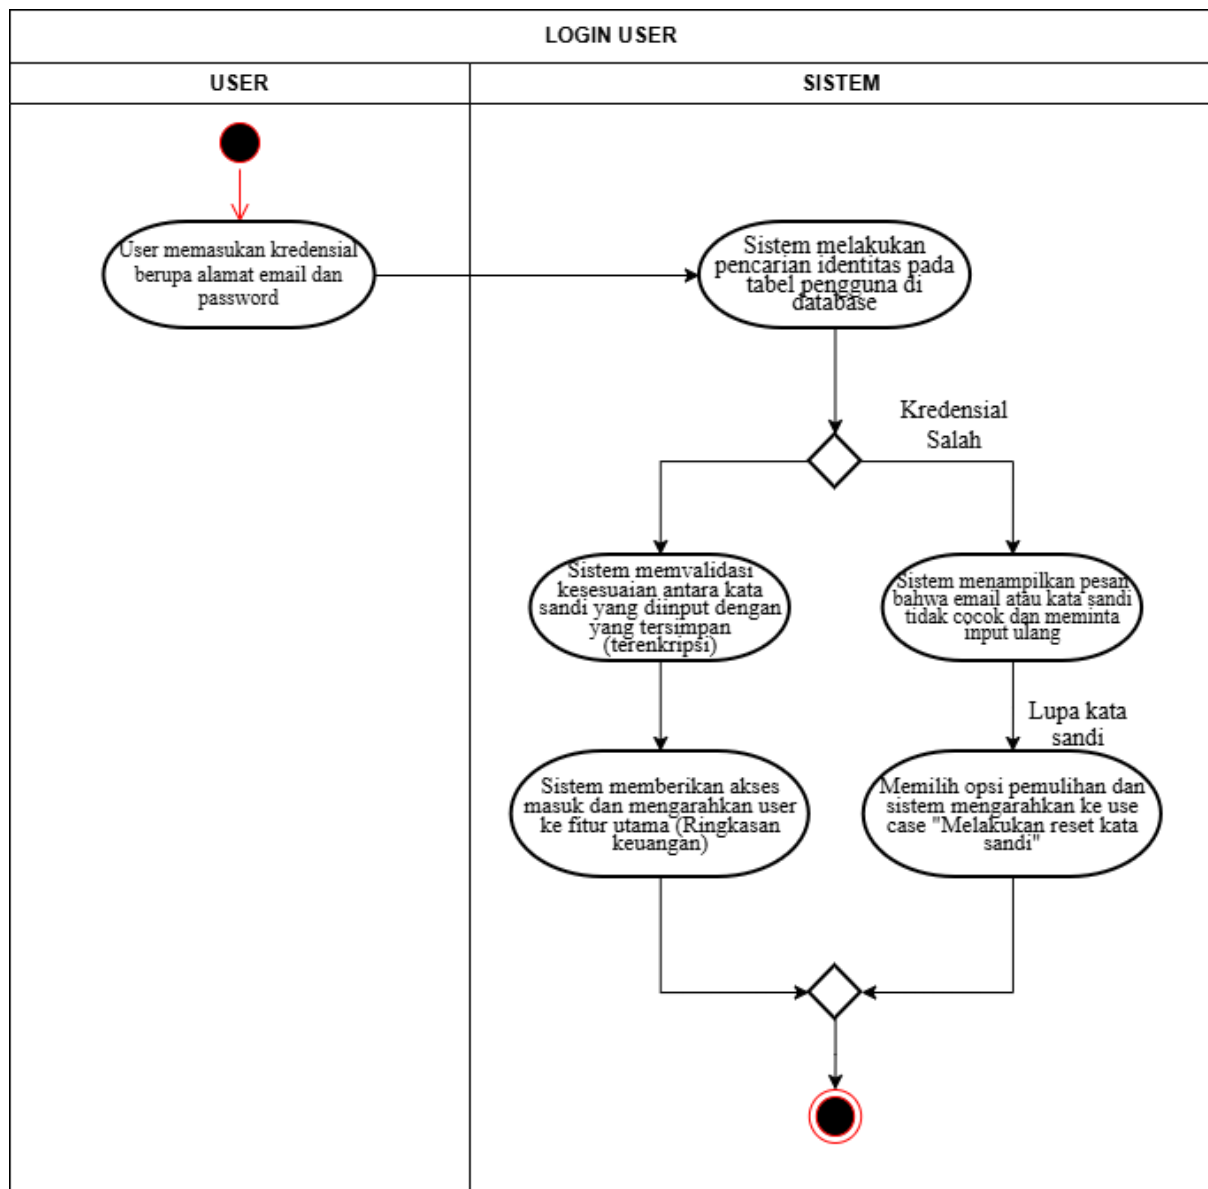 LOGIN USER
USER
SISTEM
User memasukan kredensial
berupa alamat email dan
password
Sistem melakukan
pencarian identitas pada
tabel pengguna di
database
Kredensial
Salah
Sistem memvalidasi
kesesuaian antara kata
sandi yang diinput dengan
yang tersimpan
(terenkripsi)
Sistem menampilkan pesan
bahwa email atau kata sandi
tidak cocok dan meminta
input ulang
Lupa kata
sandi
Sistem memberikan akses
masuk dan mengarahkan user
ke fitur utama (Ringkasan
keuangan)
Memilih opsi pemulihan dan
sistem mengarahkan ke use
case "Melakukan reset kata
sandi"